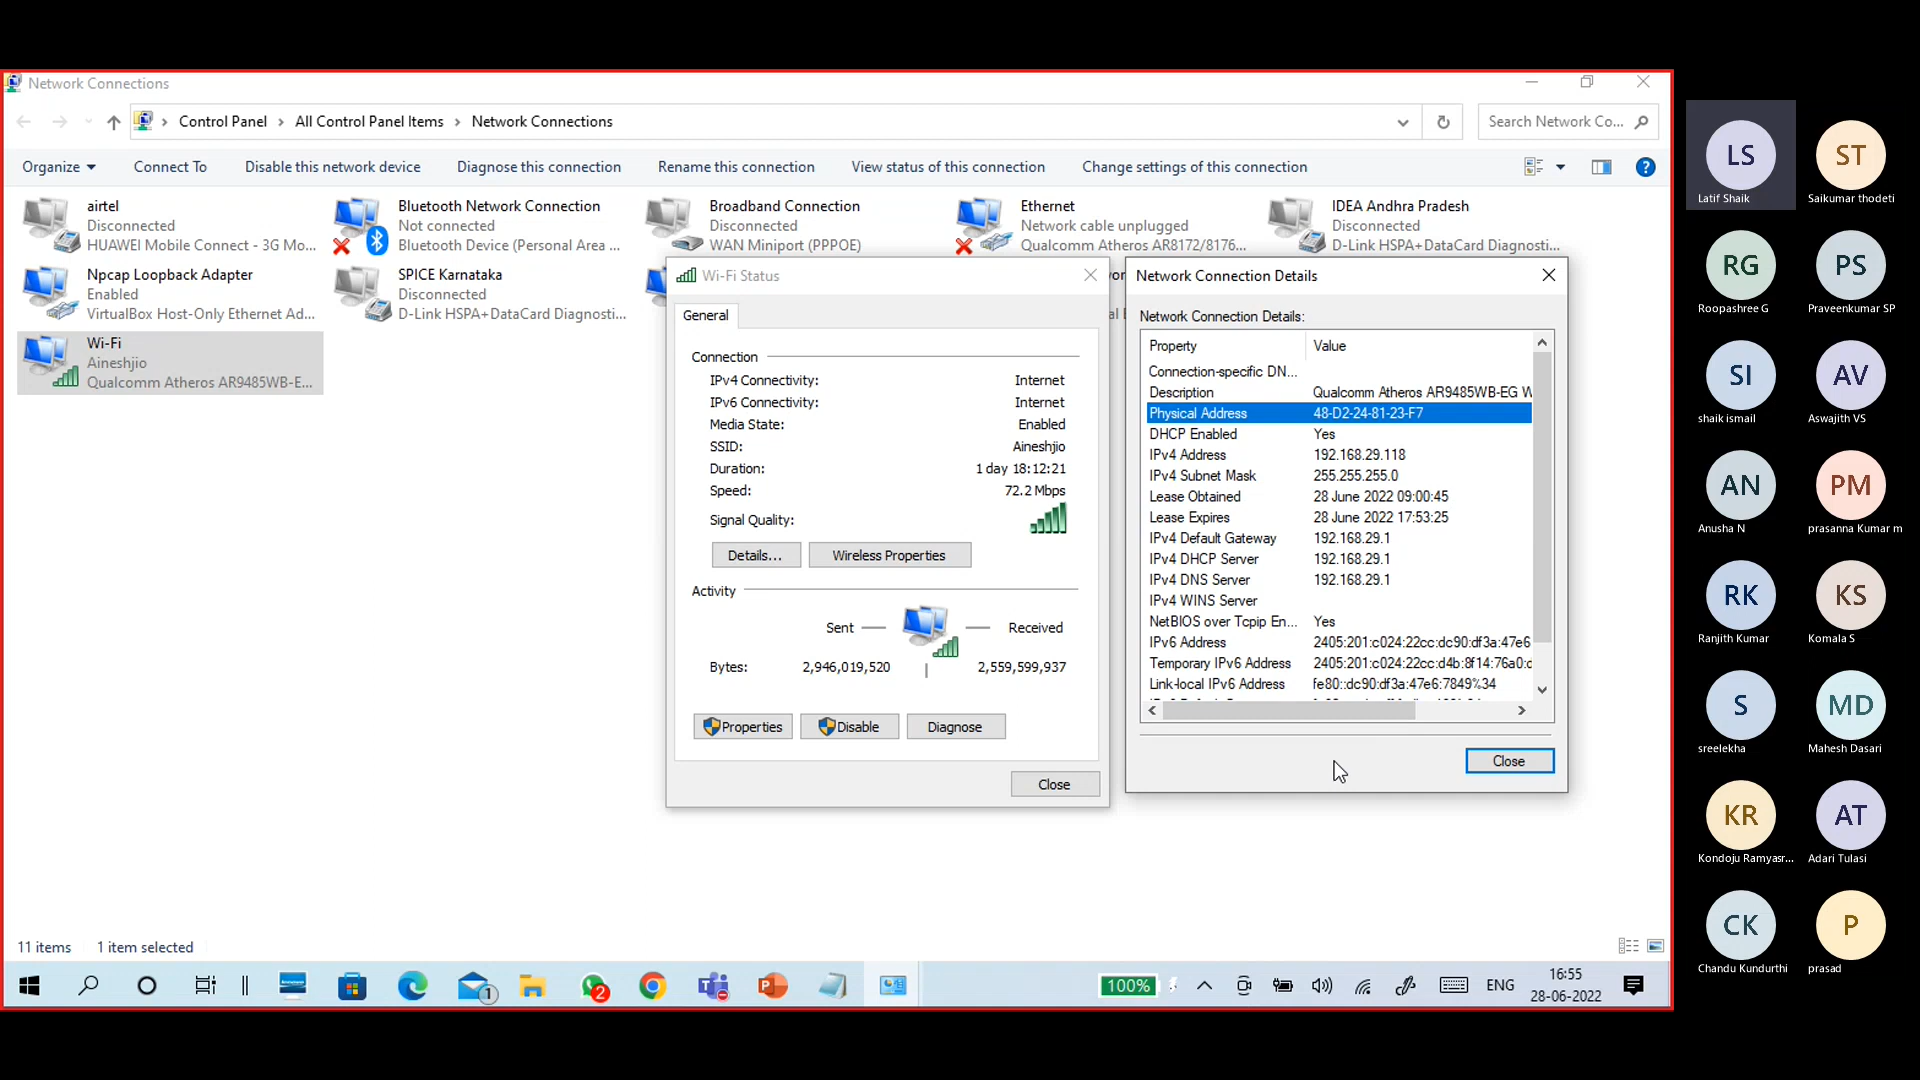 Network Connections
Control Panel > All Control Panel Items > Network Connections
Search Network Co...
Organize
Connect To
Disable this network device
Diagnose this connection
Rename this connection
View status of this connection
Change settings of this connection
airtel
Disconnected
HUAWEI Mobile Connect - 3G Mo...
Bluetooth Network Connection
Not connected
Bluetooth Device (Personal Area ...
Broadband Connection
Disconnected
WAN Miniport (PPPOE)
Ethernet
Network cable unplugged
Qualcomm Atheros AR8172/8176...
IDEA Andhra Pradesh
Disconnected
D-Link HSPA+DataCard Diagnosti...
Npcap Loopback Adapter
Enabled
VirtualBox Host-Only Ethernet Ad...
SPICE Karnataka
Disconnected
D-Link HSPA+DataCard Diagnosti...
Wi-Fi
Aineshjio
Qualcomm Atheros AR9485WB-E...
Wi-Fi Status
General
Connection
IPv4 Connectivity: Internet
IPv6 Connectivity: Internet
Media State: Enabled
SSID: Aineshjio
Duration: 1 day 18:12:21
Speed: 72.2 Mbps
Signal Quality:
Details...
Wireless Properties
Activity
Sent
Received
Bytes: 2,946,019,520 2,559,599,937
Properties
Disable
Diagnose
Close
Network Connection Details
Network Connection Details:
Property Value
Connection-specific DN...
Description Qualcomm Atheros AR9485WB-EG W
Physical Address 48-D2-24-81-23-F7
DHCP Enabled Yes
IPv4 Address 192.168.29.118
IPv4 Subnet Mask 255.255.255.0
Lease Obtained 28 June 2022 09:00:45
Lease Expires 28 June 2022 17:53:25
IPv4 Default Gateway 192.168.29.1
IPv4 DHCP Server 192.168.29.1
IPv4 DNS Server 192.168.29.1
IPv4 WINS Server
NetBIOS over Tcpip En... Yes
IPv6 Address 2405:201:c024:22cc:dc90:df3a:47e6
Temporary IPv6 Address 2405:201:c024:22cc:d4b:8f14:76a0:c
Link-local IPv6 Address fe80::dc90:df3a:47e6:7849%34
Close
11 items
1 item selected
1
2
100%
ENG
16:55
28-06-2022
LS
Latif Shaik
ST
Saikumar thodeti
RG
Roopashree G
PS
Praveenkumar SP
SI
shaik ismail
AV
Aswajith VS
AN
Anusha N
PM
prasanna Kumar m
RK
Ranjith Kumar
KS
Komala S
S
sreelekha
MD
Mahesh Dasari
KR
Kondoju Ramyasr...
AT
Adari Tulasi
CK
Chandu Kundurthi
P
prasad